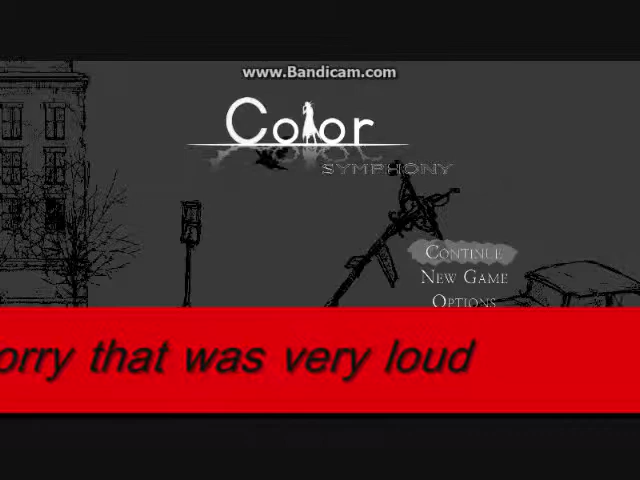 www.Bandicam.com
Color
SYMPHONY
CONTINUE
NEW GAME
OPTIONS
orry that was very loud